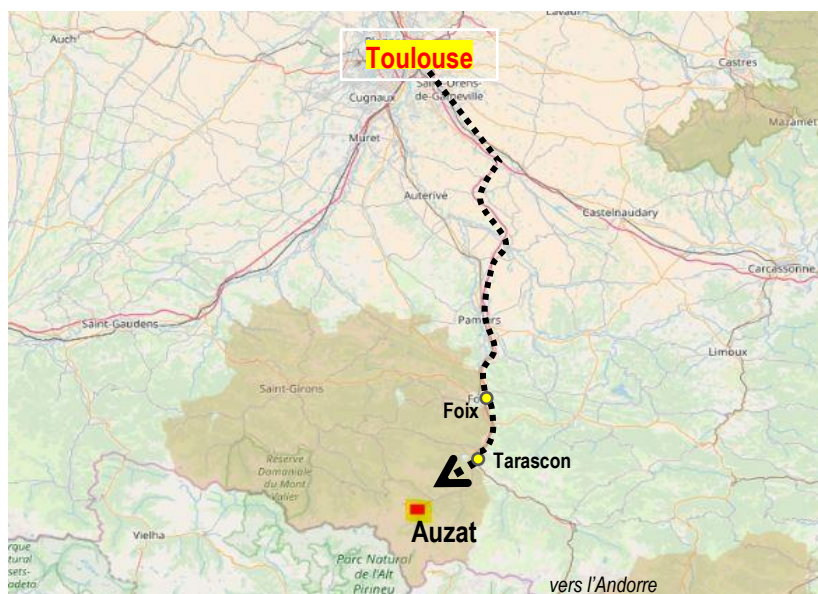 Auch
Toulouse
Lavaur
Castres
Saint-Orens-
de-Gameville
Cugnaux
Mazamet
Muret
Auterive
Castelnaudary
Carcassonne
Saint-Gaudens
Pamiers
Limoux
Saint-Girons
Foix
Tarascon
Réserve
Domaniale
du Mont
Valier
Auzat
Vielha
Parc Natural
de l'Alt
Pirineu
vers l'Andorre